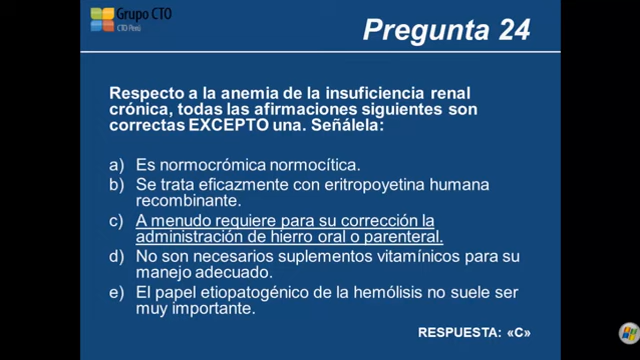 Grupo CTO
CTO Perú
Pregunta 24
Respecto a la anemia de la insuficiencia renal
crónica, todas las afirmaciones siguientes son
correctas EXCEPTO una. Señálela:
a) Es normocrómica normocítica.
b) Se trata eficazmente con eritropoyetina humana
recombinante.
c) A menudo requiere para su corrección la
administración de hierro oral o parenteral.
d) No son necesarios suplementos vitamínicos para su
manejo adecuado.
e) El papel etiopatogénico de la hemólisis no suele ser
muy importante.
RESPUESTA: «C»